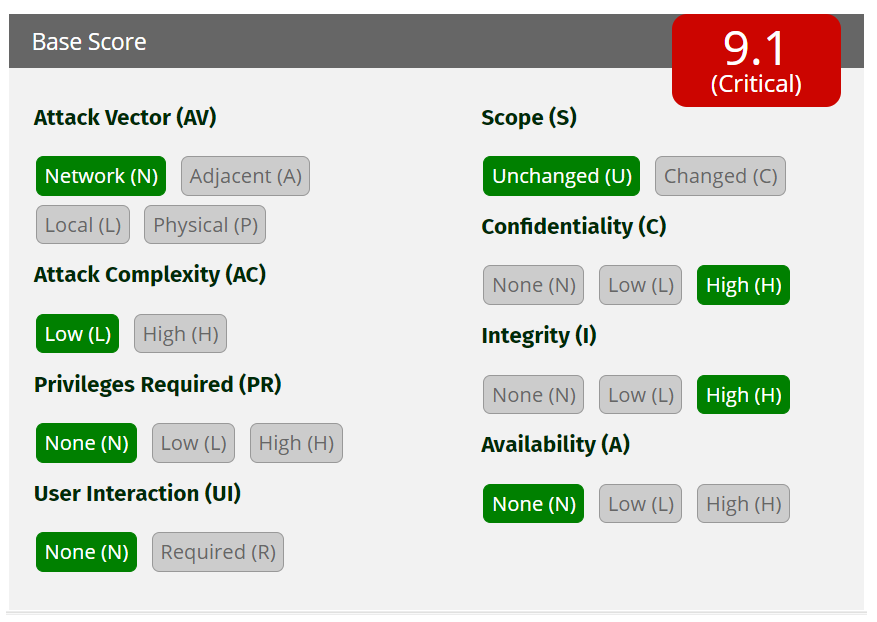 Base Score
9.1
(Critical)
Attack Vector (AV)
Network (N) Adjacent (A)
Local (L) Physical (P)
Attack Complexity (AC)
Low (L) High (H)
Privileges Required (PR)
None (N) Low (L) High (H)
User Interaction (UI)
None (N) Required (R)
Scope (S)
Unchanged (U) Changed (C)
Confidentiality (C)
None (N) Low (L) High (H)
Integrity (I)
None (N) Low (L) High (H)
Availability (A)
None (N) Low (L) High (H)